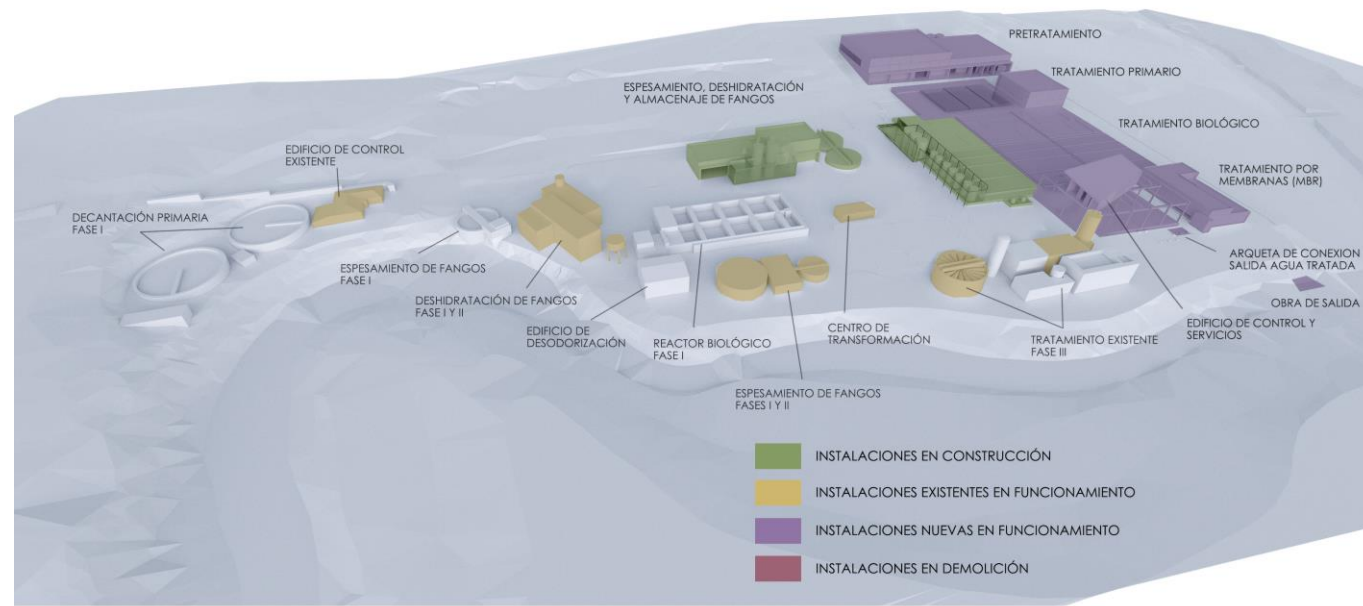 PRETRATAMIENTO
TRATAMIENTO PRIMARIO
ESPESAMIENTO, DESHIDRATACIÓN
Y ALMACENAJE DE FANGOS
TRATAMIENTO BIOLÓGICO
EDIFICIO DE CONTROL
EXISTENTE
TRATAMIENTO POR
MEMBRANAS (MBR)
DECANTACIÓN PRIMARIA
FASE I
ARQUETA DE CONEXION
SALIDA AGUA TRATADA
ESPESAMIENTO DE FANGOS
FASE I
DESHIDRATACIÓN DE FANGOS
FASE I Y II
OBRA DE SALIDA
EDIFICIO DE
DESODORIZACIÓN
REACTOR BIOLÓGICO
FASE I
CENTRO DE
TRANSFORMACIÓN
TRATAMIENTO EXISTENTE
FASE III
EDIFICIO DE CONTROL Y
SERVICIOS
ESPESAMIENTO DE FANGOS
FASES I Y II
INSTALACIONES EN CONSTRUCCIÓN
INSTALACIONES EXISTENTES EN FUNCIONAMIENTO
INSTALACIONES NUEVAS EN FUNCIONAMIENTO
INSTALACIONES EN DEMOLICIÓN